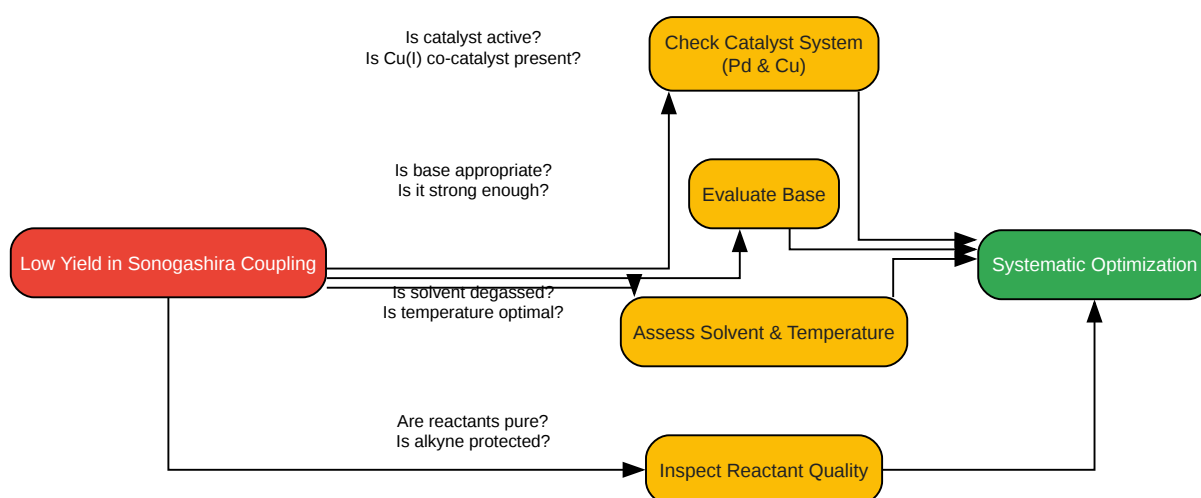 Is catalyst active?
Is Cu(I) co-catalyst present?
Check Catalyst System
(Pd & Cu)
Is base appropriate?
Is it strong enough?
Evaluate Base
Low Yield in Sonogashira Coupling
Systematic Optimization
Is solvent degassed?
Is temperature optimal?
Assess Solvent & Temperature
Are reactants pure?
Is alkyne protected?
Inspect Reactant Quality